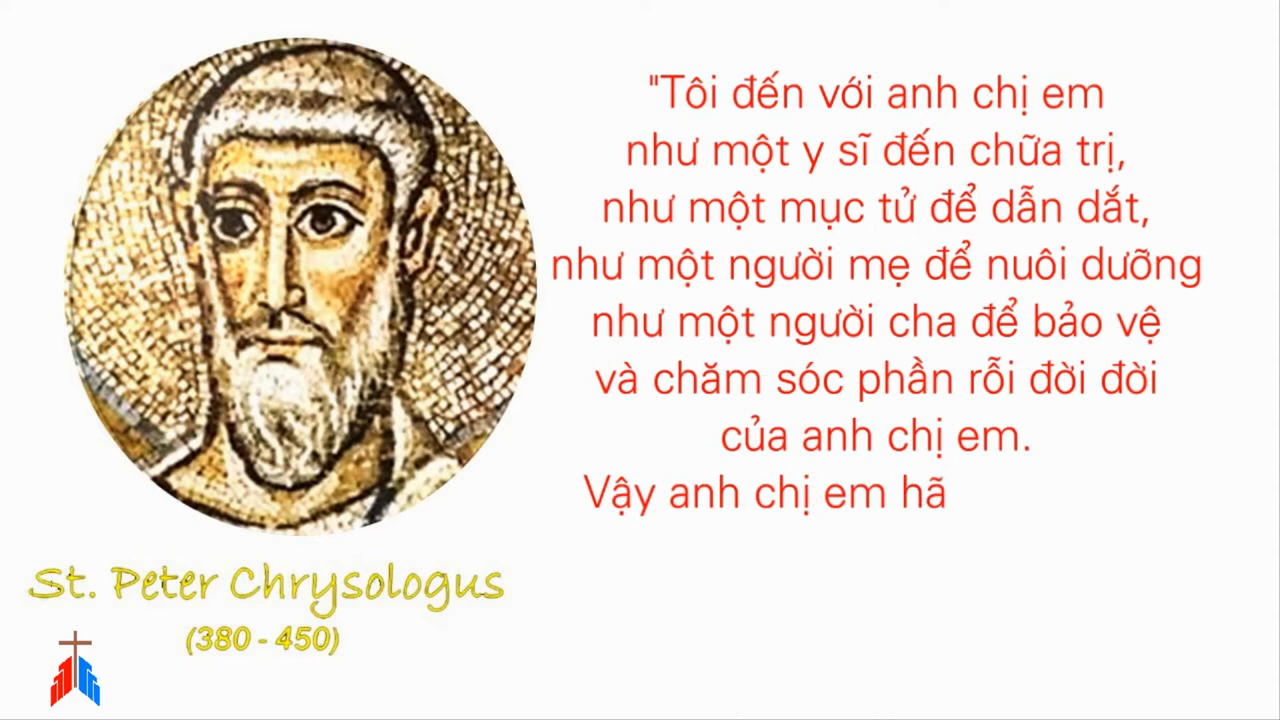 "Tôi đến với anh chị em
như một y sĩ đến chữa trị,
như một mục tử để dẫn dắt,
như một người mẹ để nuôi dưỡng
như một người cha để bảo vệ
và chăm sóc phần rỗi đời đời
của anh chị em.
Vậy anh chị em hã
St. Peter Chrysologus
(380 - 450)